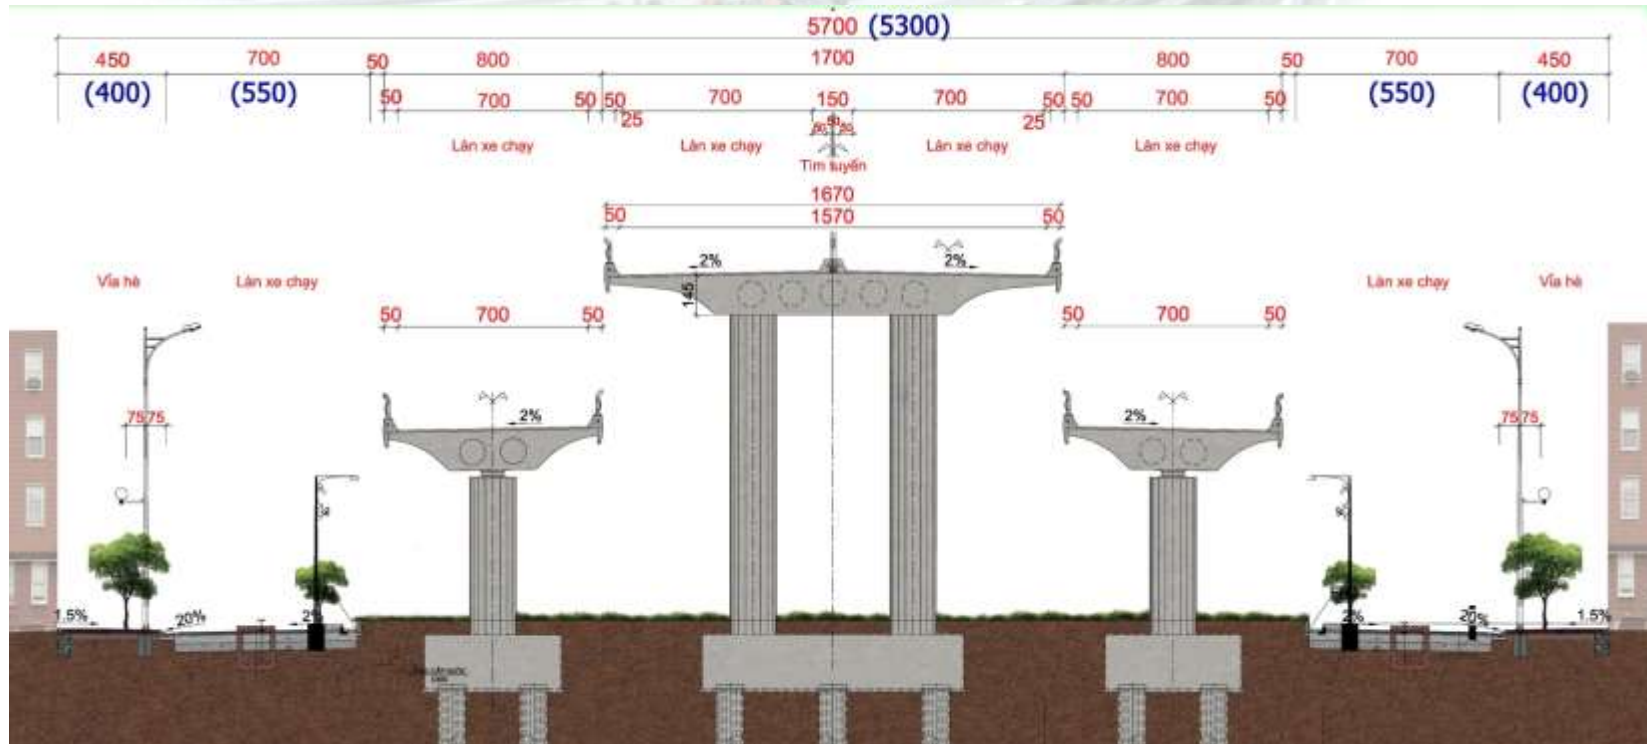 5700 (5300)
450 700 50 800 1700 800 50 700 450
(400) (550) (550) (400)
50 700 50 50 700 150 700 50 50 700 50
25 50 25
50 50
Làn xe chạy Làn xe chạy Làn xe chạy Làn xe chạy
Tim tuyến
1670
50 1570 50
2% 2%
Vỉa hè Làn xe chạy Làn xe chạy Vỉa hè
145
50 700 50 50 700 50
75 75 2% 2% 75 75
1.5% 20% 2% 2% 20% 1.5%